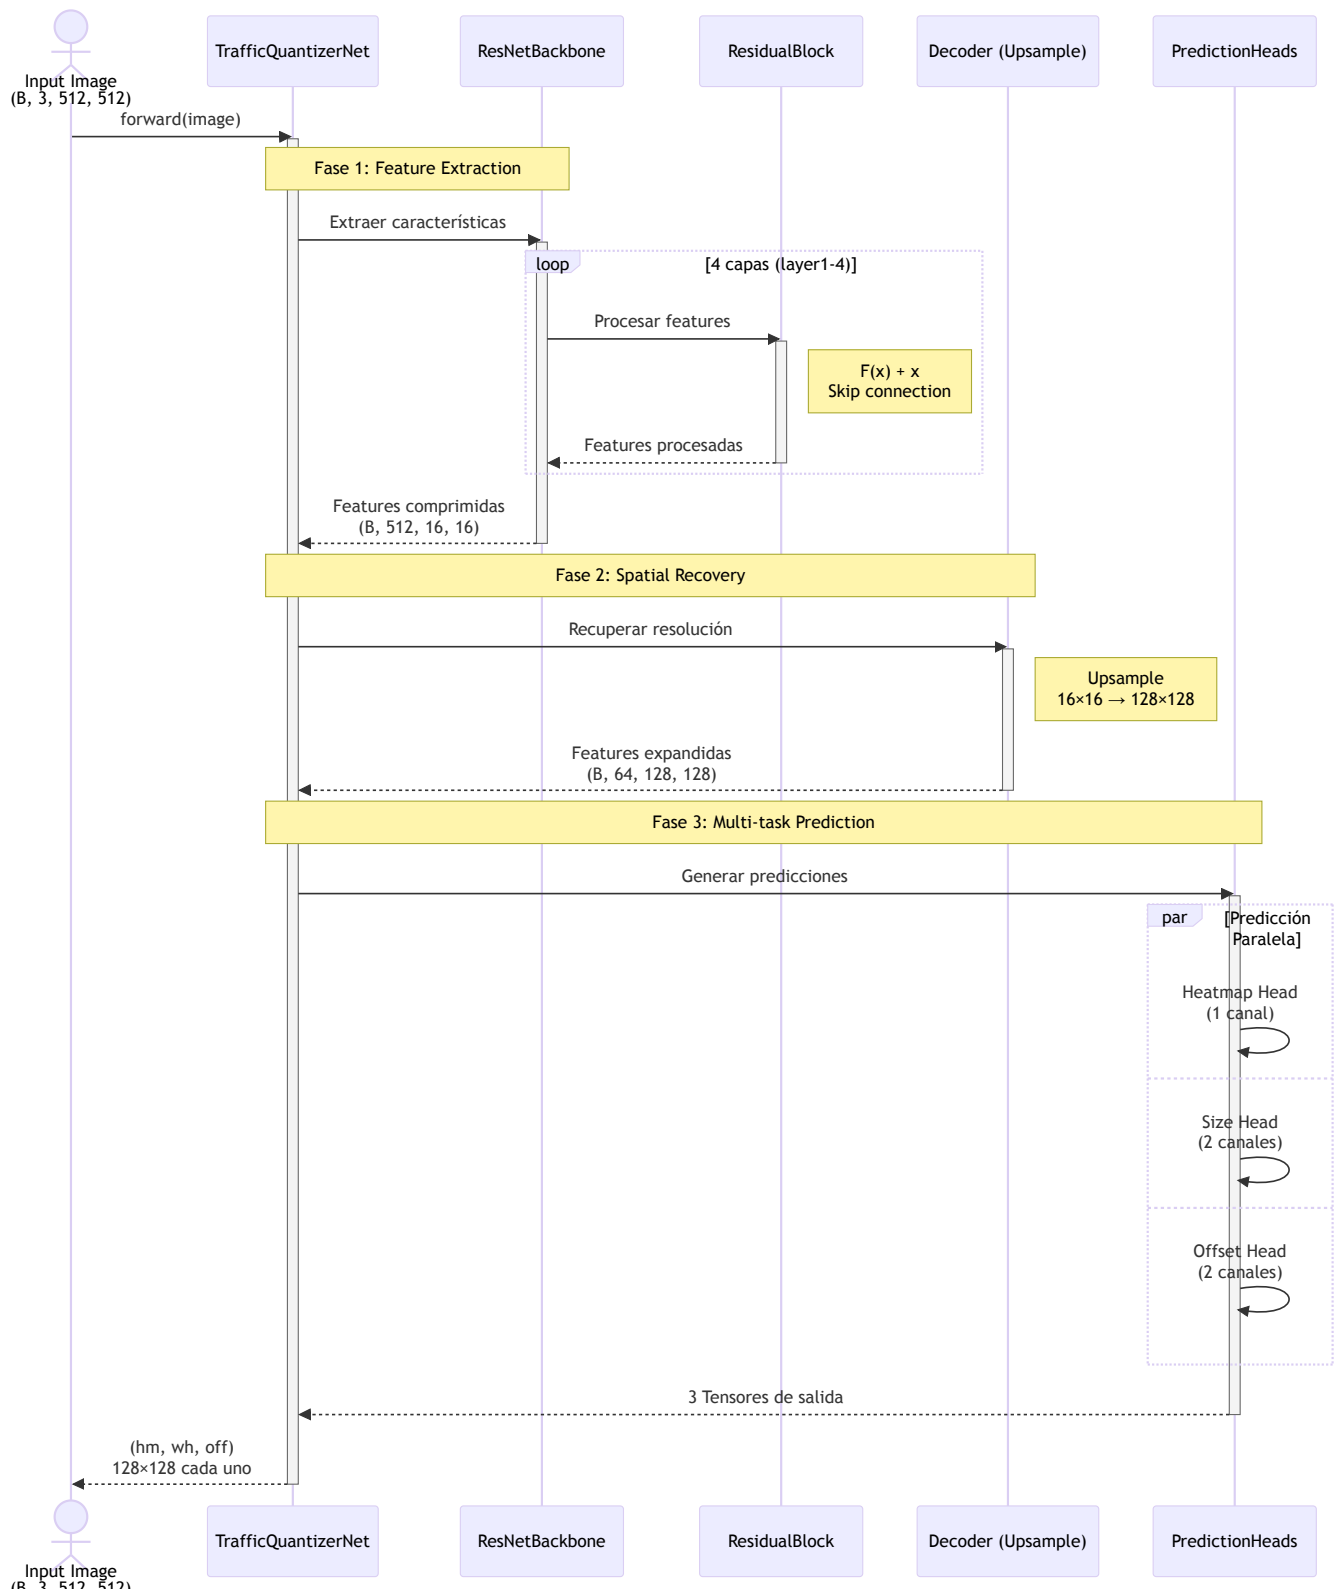 Input Image
(B, 3, 512, 512)
TrafficQuantizerNet
ResNetBackbone
ResidualBlock
Decoder (Upsample)
PredictionHeads
forward(image)
Fase 1: Feature Extraction
Extraer características
loop
[4 capas (layer1-4)]
Procesar features
F(x) + x
Skip connection
Features procesadas
Features comprimidas
(B, 512, 16, 16)
Fase 2: Spatial Recovery
Recuperar resolución
Upsample
16×16 → 128×128
Features expandidas
(B, 64, 128, 128)
Fase 3: Multi-task Prediction
Generar predicciones
par
[Predicción
Paralela]
Heatmap Head
(1 canal)
Size Head
(2 canales)
Offset Head
(2 canales)
3 Tensores de salida
(hm, wh, off)
128×128 cada uno
TrafficQuantizerNet
ResNetBackbone
ResidualBlock
Decoder (Upsample)
PredictionHeads
Input Image
(B, 3, 512, 512)